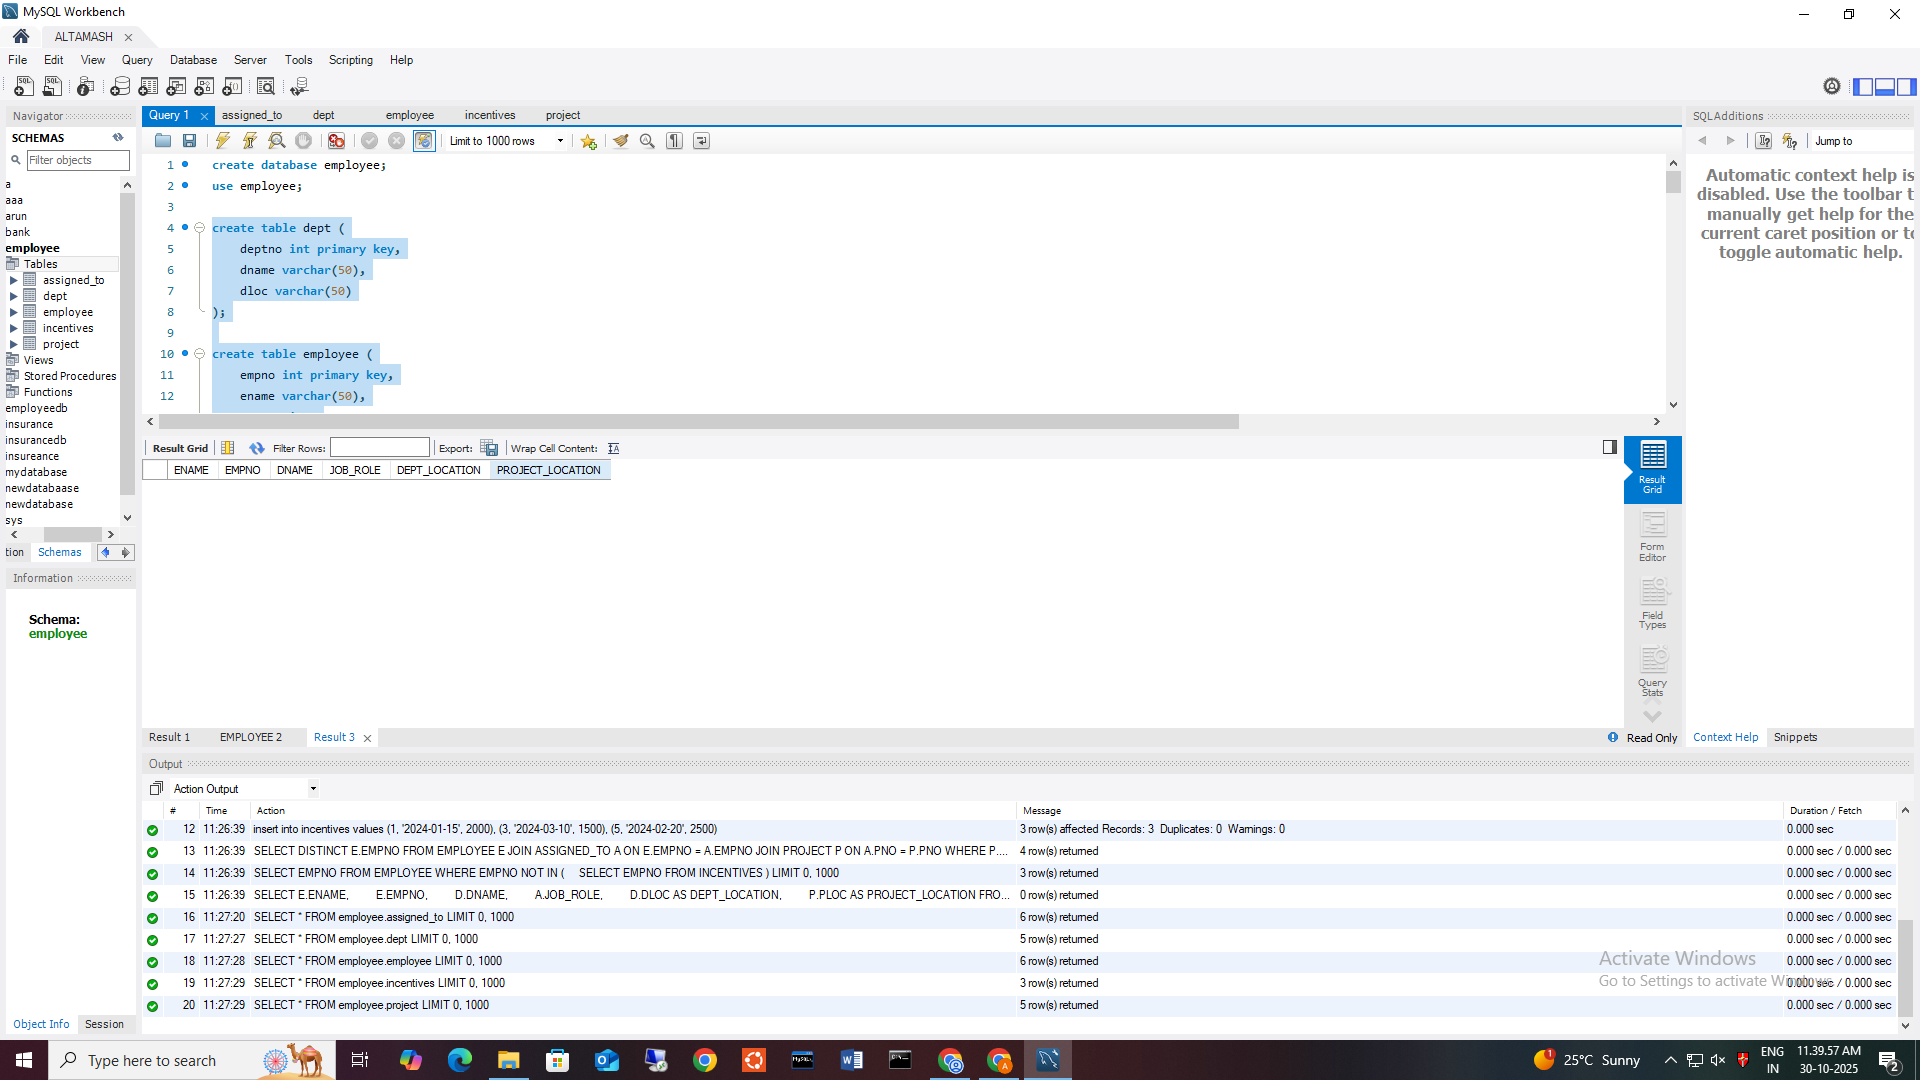 MySQL Workbench
ALTAMASH
File Edit View Query Database Server Tools Scripting Help
Navigator
SCHEMAS
Filter objects
a
aaa
arun
bank
employee
Tables
assigned_to
dept
employee
incentives
project
Views
Stored Procedures
Functions
employeedb
insurance
insurancedb
insureance
mydatabase
newdatabaase
newdatabase
sys
tion Schemas
Information
Schema:
employee
Object Info Session
Query 1 assigned_to dept employee incentives project
Limit to 1000 rows
1 create database employee;
2 use employee;
3
4 create table dept (
5 deptno int primary key,
6 dname varchar(50),
7 dloc varchar(50)
8 );
9
10 create table employee (
11 empno int primary key,
12 ename varchar(50),
Result Grid Filter Rows: Export: Wrap Cell Content:
ENAME EMPNO DNAME JOB_ROLE DEPT_LOCATION PROJECT_LOCATION
Result
Grid
Form
Editor
Field
Types
Query
Stats
Result 1 EMPLOYEE 2 Result 3 Read Only
SQLAdditions
Jump to
Automatic context help is
disabled. Use the toolbar t
manually get help for the
current caret position or to
toggle automatic help.
Context Help Snippets
Output
Action Output
# Time Action Message Duration / Fetch
12 11:26:39 insert into incentives values (1, '2024-01-15', 2000), (3, '2024-03-10', 1500), (5, '2024-02-20', 2500) 3 row(s) affected Records: 3 Duplicates: 0 Warnings: 0 0.000 sec
13 11:26:39 SELECT DISTINCT E.EMPNO FROM EMPLOYEE E JOIN ASSIGNED_TO A ON E.EMPNO = A.EMPNO JOIN PROJECT P ON A.PNO = P.PNO WHERE P.... 4 row(s) returned 0.000 sec / 0.000 sec
14 11:26:39 SELECT EMPNO FROM EMPLOYEE WHERE EMPNO NOT IN ( SELECT EMPNO FROM INCENTIVES ) LIMIT 0, 1000 3 row(s) returned 0.000 sec / 0.000 sec
15 11:26:39 SELECT E.ENAME, E.EMPNO, D.DNAME, A.JOB_ROLE, D.DLOC AS DEPT_LOCATION, P.PLOC AS PROJECT_LOCATION FRO... 0 row(s) returned 0.000 sec / 0.000 sec
16 11:27:20 SELECT * FROM employee.assigned_to LIMIT 0, 1000 6 row(s) returned 0.000 sec / 0.000 sec
17 11:27:27 SELECT * FROM employee.dept LIMIT 0, 1000 5 row(s) returned 0.000 sec / 0.000 sec
18 11:27:28 SELECT * FROM employee.employee LIMIT 0, 1000 6 row(s) returned 0.000 sec / 0.000 sec
19 11:27:29 SELECT * FROM employee.incentives LIMIT 0, 1000 3 row(s) returned 0.000 sec / 0.000 sec
20 11:27:29 SELECT * FROM employee.project LIMIT 0, 1000 5 row(s) returned 0.000 sec / 0.000 sec
Activate Windows
Go to Settings to activate Windows.
Type here to search
1 25°C Sunny ENG 11.39.57 AM
IN 30-10-2025 2